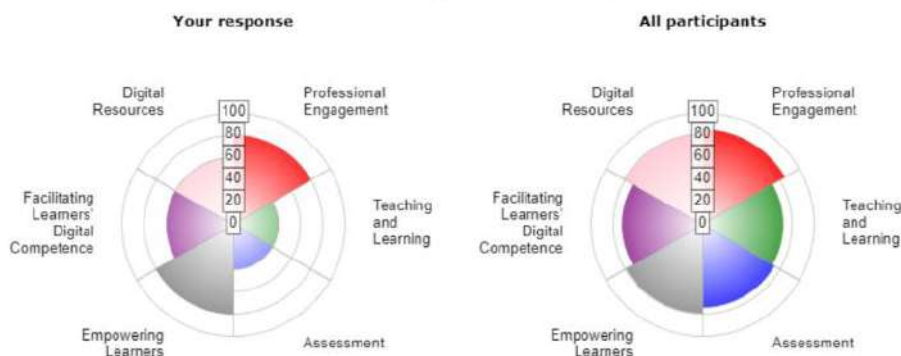 Your response
Digital
Resources
Professional
Engagement
100
80
60
40
20
0
Facilitating
Learners'
Digital
Competence
Teaching
and
Learning
Empowering
Learners
Assessment
All participants
Digital
Resources
Professional
Engagement
100
80
60
40
20
0
Facilitating
Learners'
Digital
Competence
Teaching
and
Learning
Empowering
Learners
Assessment